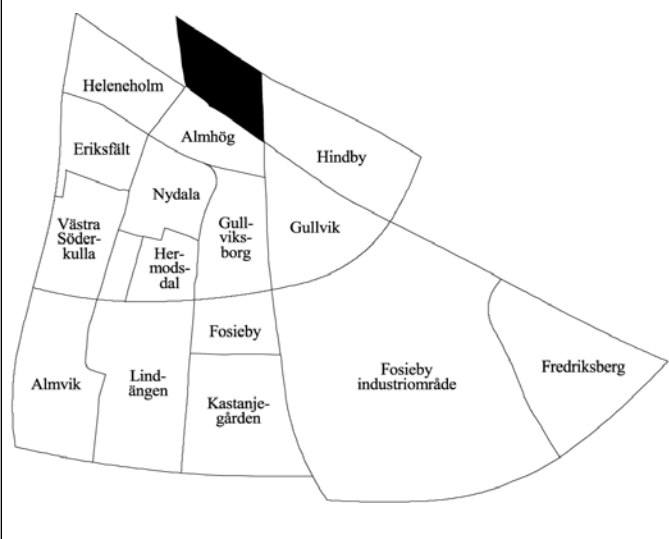 Heleneholm
Almhög
Eriksfält
Hindby
Nydala
Västra
Söder-
kulla
Gull-
viks-
borg
Gullvik
Her-
mods-
dal
Fosieby
Almvik
Lind-
ängen
Kastanje-
gården
Fosieby
industriområde
Fredriksberg